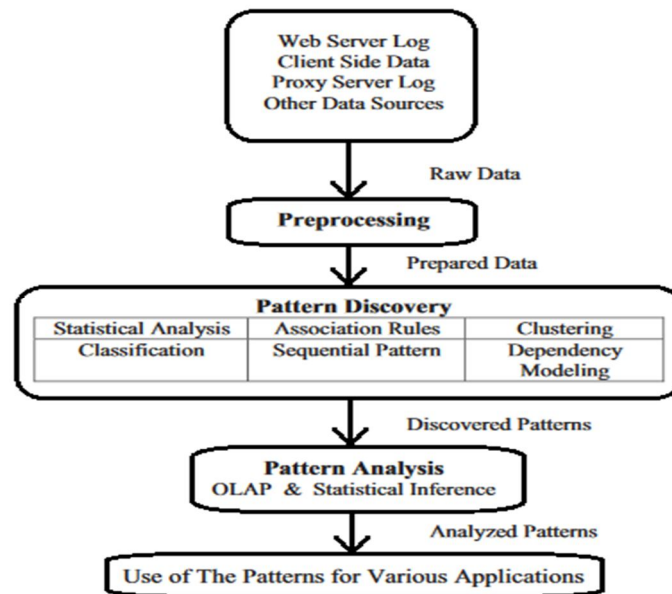 Web Server Log
Client Side Data
Proxy Server Log
Other Data Sources
Raw Data
Preprocessing
Prepared Data
Pattern Discovery
Statistical Analysis Association Rules Clustering
Classification Sequential Pattern Dependency
Modeling
Discovered Patterns
Pattern Analysis
OLAP & Statistical Inference
Analyzed Patterns
Use of The Patterns for Various Applications